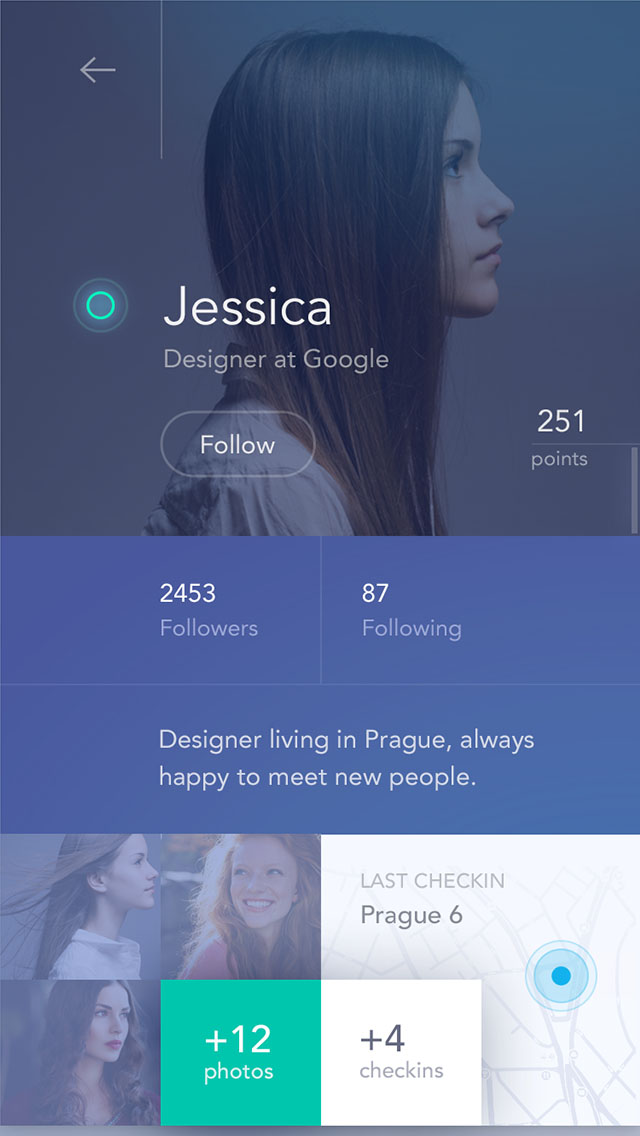 Jessica
Designer at Google
Follow
251
points
2453
Followers
87
Following
Designer living in Prague, always
happy to meet new people.
LAST CHECKIN
Prague 6
+12
photos
+4
checkins